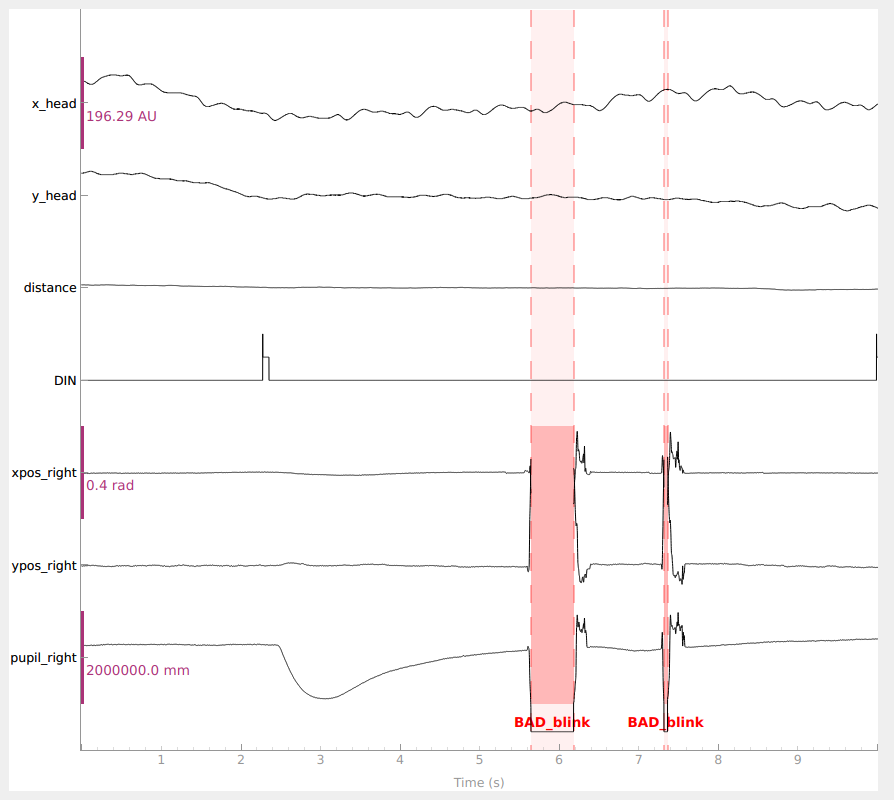 x_head
196.29 AU
y_head
distance
DIN
xpos_right
0.4 rad
ypos_right
pupil_right
2000000.0 mm
BAD_blink BAD_blink
1 2 3 4 5 6 7 8 9
Time (s)